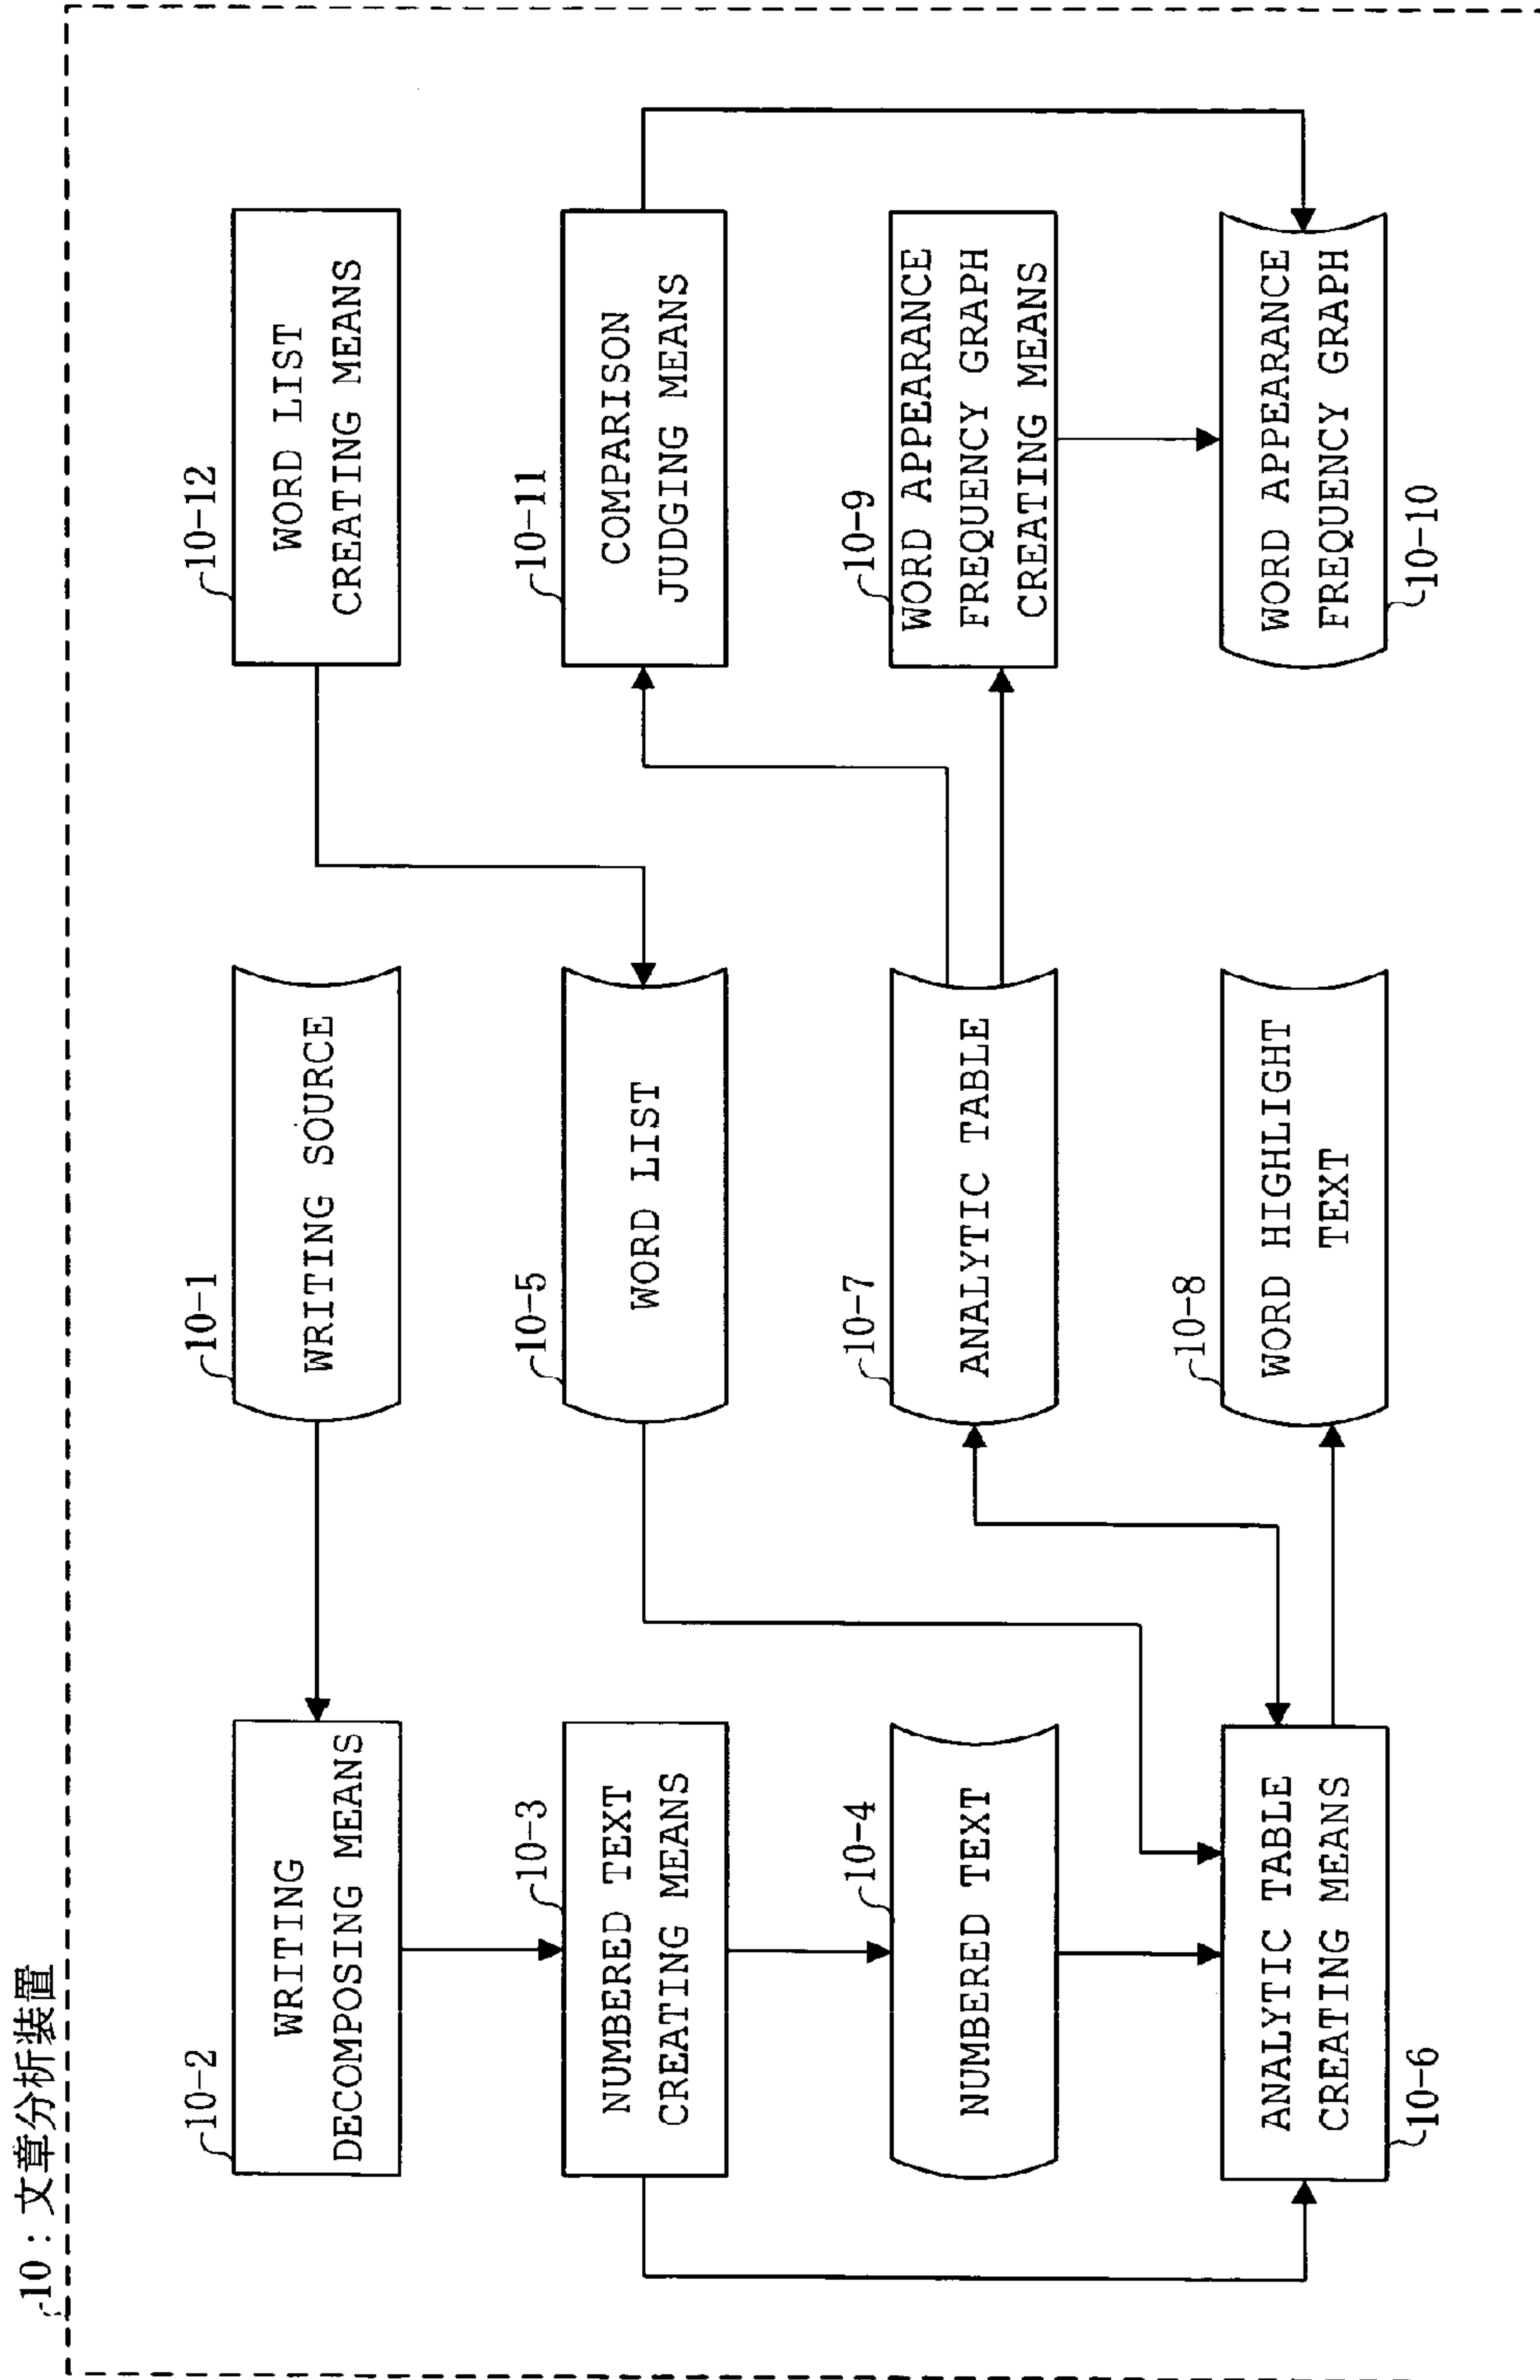 10:文章分析装置
10-2
WRITING
DECOMPOSING MEANS
10-1
WRITING SOURCE
10-12
WORD LIST
CREATING MEANS
10-3
NUMBERED TEXT
CREATING MEANS
10-5
WORD LIST
10-11
COMPARISON
JUDGING MEANS
10-4
NUMBERED TEXT
10-7
ANALYTIC TABLE
10-9
WORD APPEARANCE
FREQUENCY GRAPH
CREATING MEANS
ANALYTIC TABLE
CREATING MEANS
10-6
10-8
WORD HIGHLIGHT
TEXT
WORD APPEARANCE
FREQUENCY GRAPH
10-10